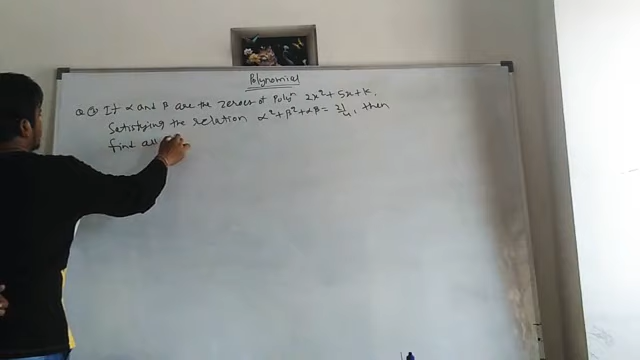 Polynomial
Q. If α and β are the zeroes of Polyⁿ 2x² + 5x + k,
Satisfying the relation α² + β² + αβ = 21/4, then
find all